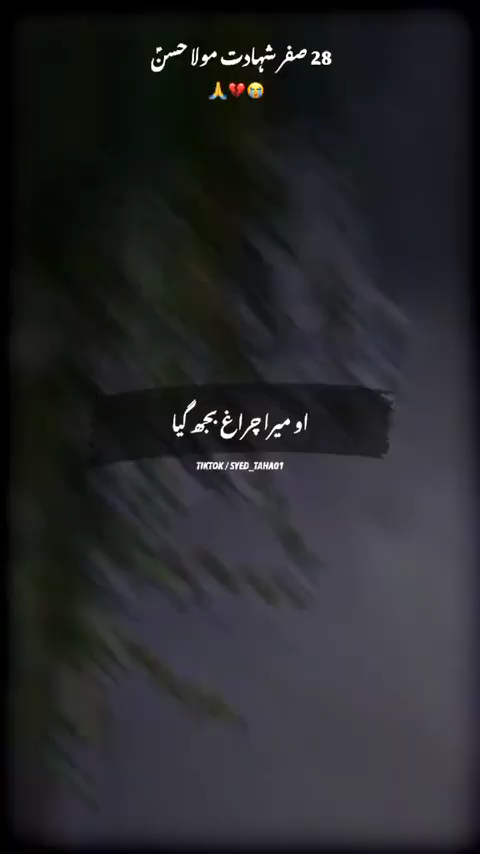 28 صفر شہادت مولا حسنؑ
🙏💔😭
او میرا چراغ بجھ گیا
TIKTOK / SYED_TAHA01